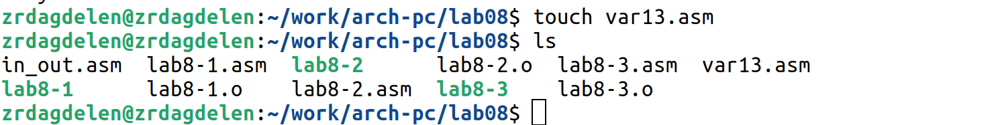 zrdagdelen@zrdagdelen:~/work/arch-pc/lab08$ touch var13.asm
zrdagdelen@zrdagdelen:~/work/arch-pc/lab08$ ls
in_out.asm  lab8-1.asm  lab8-2      lab8-2.o  lab8-3.asm  var13.asm
lab8-1      lab8-1.o    lab8-2.asm  lab8-3    lab8-3.o
zrdagdelen@zrdagdelen:~/work/arch-pc/lab08$